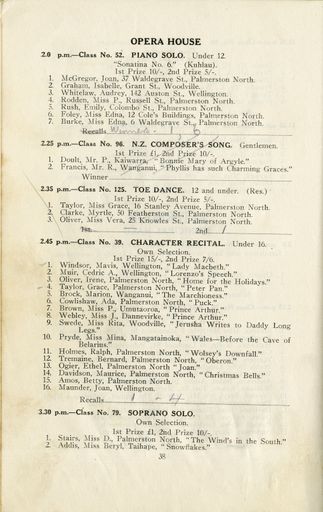 OPERA HOUSE
2.0 p.m.—Class No. 52. PIANO SOLO. Under 12.
"Sonatina No. 6." (Kuhlau).
1st Prize 10/-, 2nd Prize 5/-.
1. McGregor, Joan, 37 Waldegrave St., Palmerston North.
2. Graham, Isabelle, Grant St., Woodville.
3. Whitelaw, Audrey, 142 Auston St., Wellington.
4. Rodden, Miss P., Russell St., Palmerston North.
5. Rush, Emily, Colombo St., Palmerston North.
6. Foley, Miss Edna, 12 Cole's Buildings, Palmerston North.
7. Burke, Miss Edna, 6 Waldegrave St., Palmerston North.
Recalls 1, 6
2.25 p.m.—Class No. 96. N.Z. COMPOSER'S SONG. Gentlemen.
1st Prize £1, 2nd Prize 10/-.
1. Doult, Mr. P., Kaiwarra, "Bonnie Mary of Argyle."
2. Francis, Mr. R., Wanganui, "Phyllis has such Charming Graces."
Winner
2.35 p.m.—Class No. 125. TOE DANCE. 12 and under. (Res.)
1st Prize 10/-, 2nd Prize 5/-.
1. Taylor, Miss Grace, 16 Stanley Avenue, Palmerston North.
2. Clarke, Myrtle, 50 Featherston St., Palmerston North.
3. Oliver, Miss Vera, 25 Knowles St., Palmerston North.
1st. — 2nd 1
2.45 p.m.—Class No. 39. CHARACTER RECITAL. Under 16.
Own Selection.
1st Prize 15/-, 2nd Prize 7/6.
1. Windsor, Mavis, Wellington, "Lady Macbeth."
2. Muir, Cedric A., Wellington, "Lorenzo's Speech."
3. Oliver, Irene, Palmerston North, "Home for the Holidays."
4. Taylor, Grace, Palmerston North, "Peter Pan."
5. Brock, Marion, Wanganui, "The Marchioness."
6. Cowlishaw, Ada, Palmerston North, "Puck."
7. Brown, Miss P., Umutaoroa, "Prince Arthur."
8. Webley, Miss J., Dannevirke, "Prince Arthur."
9. Swede, Miss Rita, Woodville, "Jerusha Writes to Daddy Long
Legs."
10. Pryde, Miss Mina, Mangatainoka, "Wales—Before the Cave of
Belarius."
11. Holmes, Ralph, Palmerston North, "Wolsey's Downfall."
12. Tremaine, Bernard, Palmerston North, "Oberon."
13. Ogier, Ethel, Palmerston North "Joan."
14. Davidson, Maurice, Palmerston North, "Christmas Bells."
15. Amos, Betty, Palmerston North.
16. Maunder, Joan, Wellington.
Recalls 1 - 4
3.30 p.m.—Class No. 79. SOPRANO SOLO.
Own Selection.
1st Prize £1, 2nd Prize 10/-.
1. Stairs, Miss D., Palmerston North, "The Wind's in the South."
2. Addis, Miss Beryl, Taihape, "Snowflakes."
38